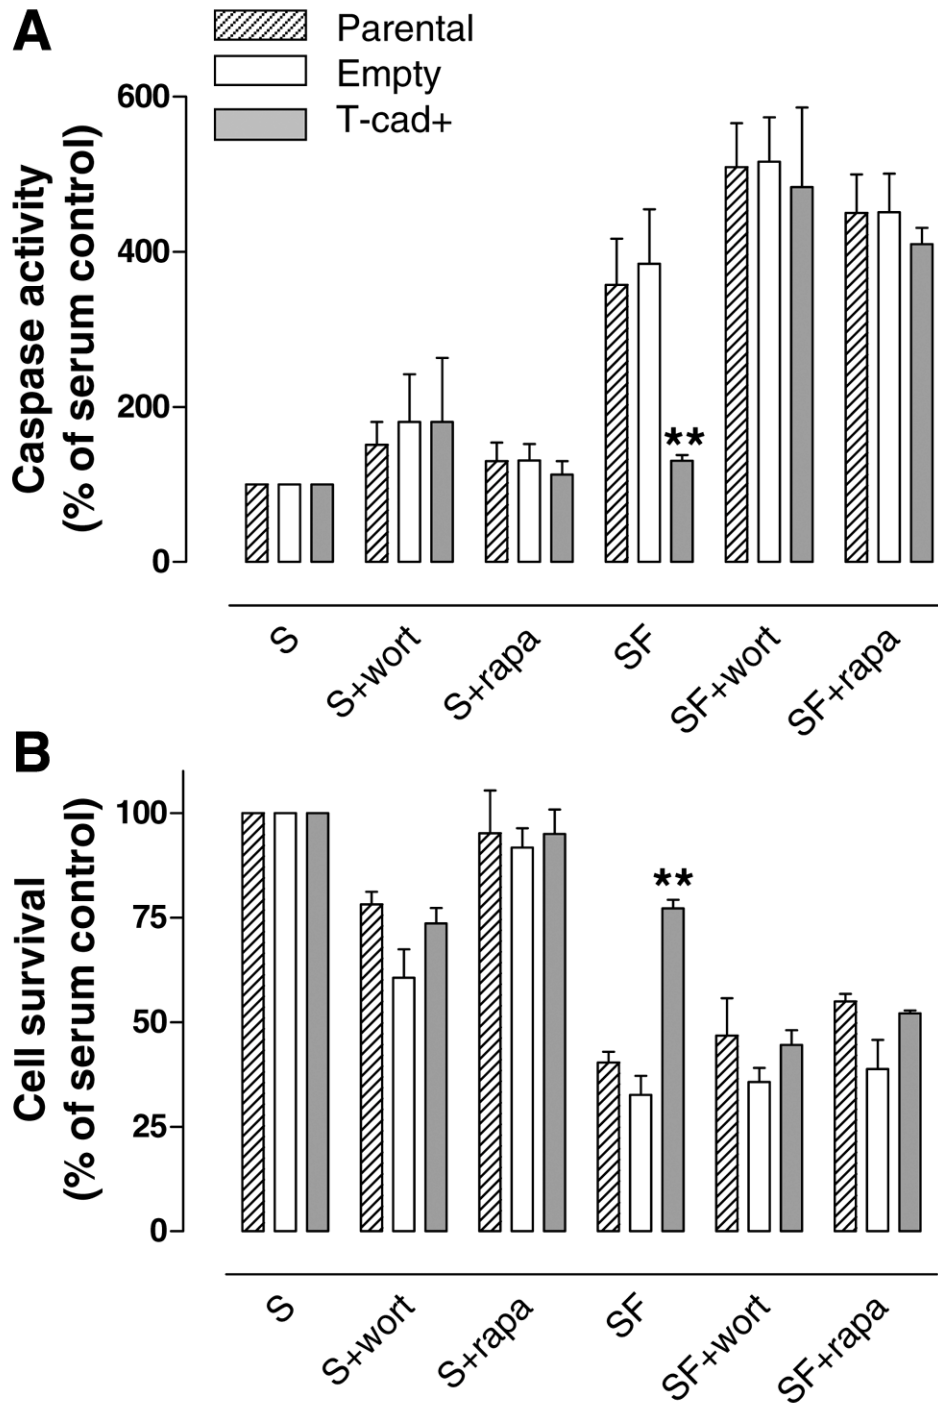 A
Parental
Empty
T-cad+
Caspase activity
(% of serum control)
600
400
200
0
**
S
S+wort
S+rapa
SF
SF+wort
SF+rapa
B
Cell survival
(% of serum control)
100
75
50
25
0
**
S
S+wort
S+rapa
SF
SF+wort
SF+rapa